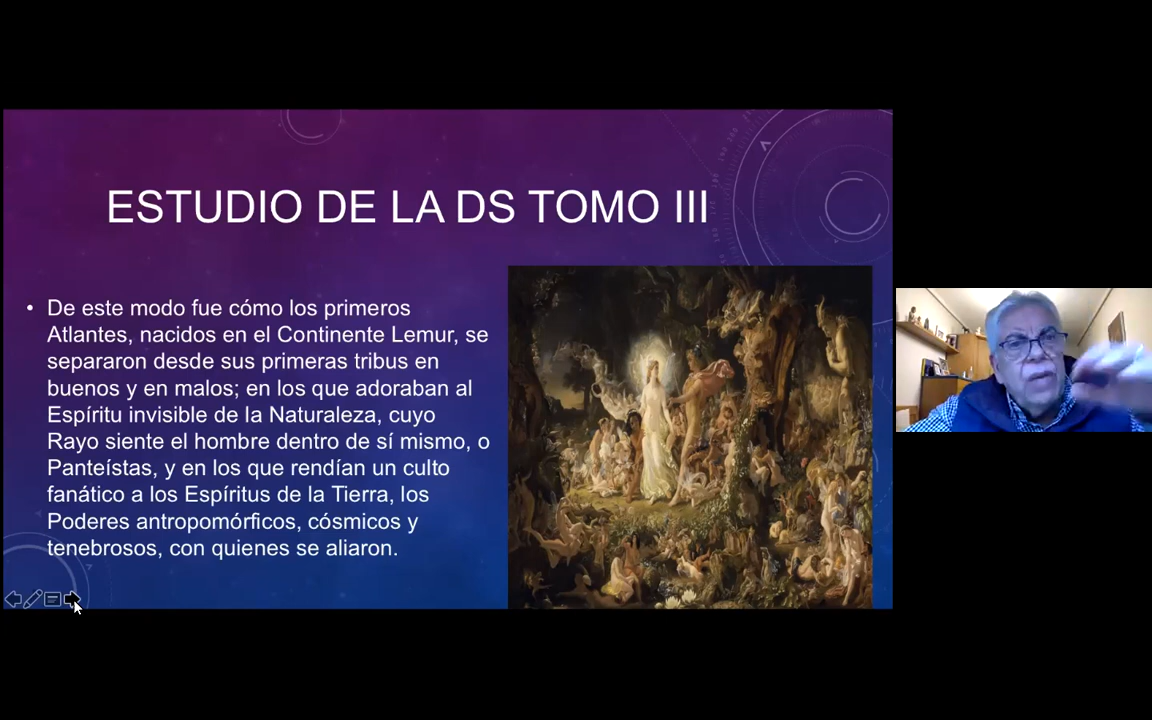 ESTUDIO DE LA DS TOMO III
• De este modo fue cómo los primeros
Atlantes, nacidos en el Continente Lemur, se
separaron desde sus primeras tribus en
buenos y en malos; en los que adoraban al
Espíritu invisible de la Naturaleza, cuyo
Rayo siente el hombre dentro de sí mismo, o
Panteístas, y en los que rendían un culto
fanático a los Espíritus de la Tierra, los
Poderes antropomórficos, cósmicos y
tenebrosos, con quienes se aliaron.